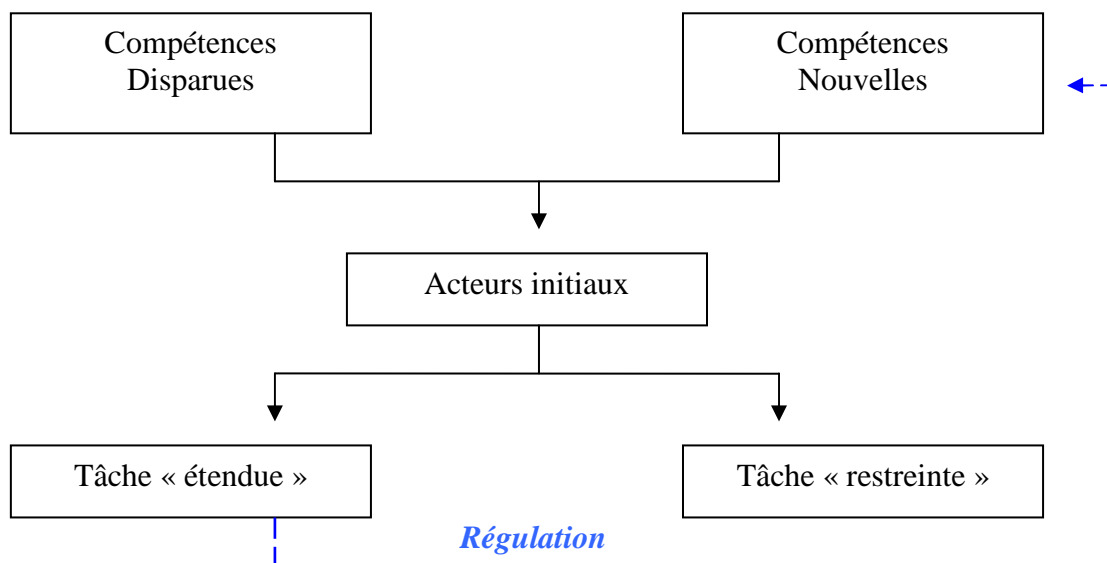 Compétences
Disparues
Compétences
Nouvelles
Acteurs initiaux
Tâche « étendue »
Tâche « restreinte »
Régulation